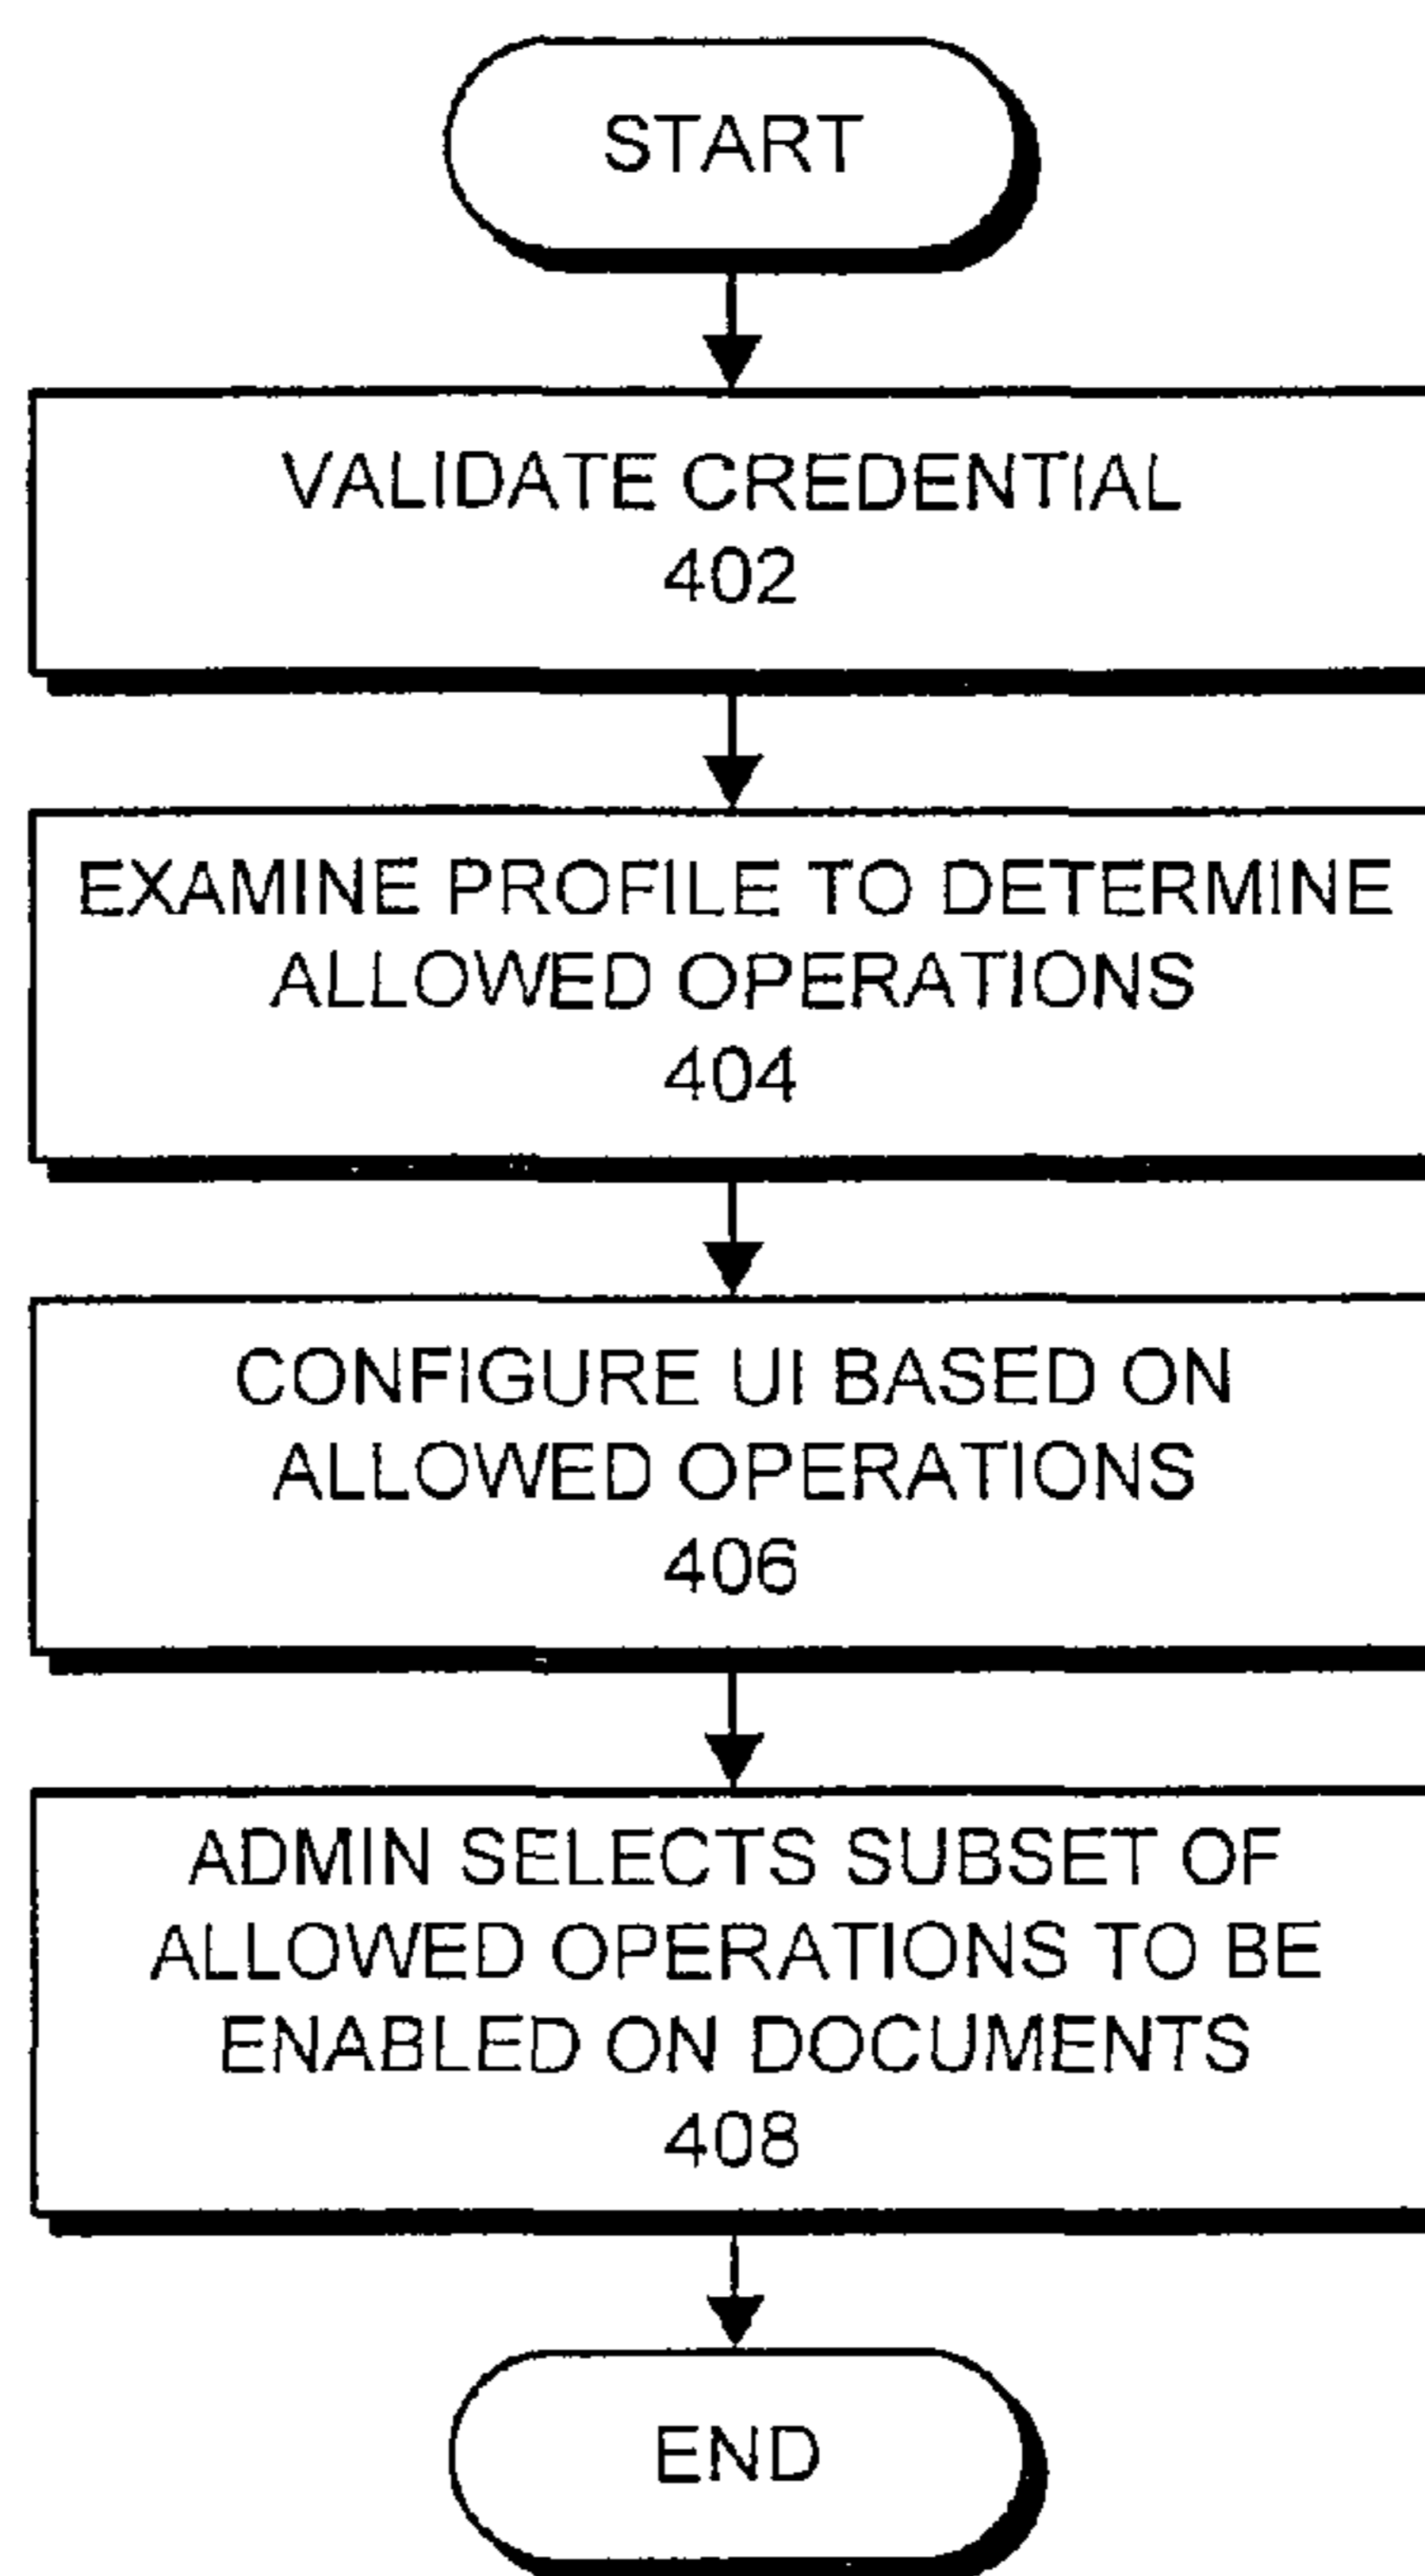 START
VALIDATE CREDENTIAL
402
EXAMINE PROFILE TO DETERMINE
ALLOWED OPERATIONS
404
CONFIGURE UI BASED ON
ALLOWED OPERATIONS
406
ADMIN SELECTS SUBSET OF
ALLOWED OPERATIONS TO BE
ENABLED ON DOCUMENTS
408
END